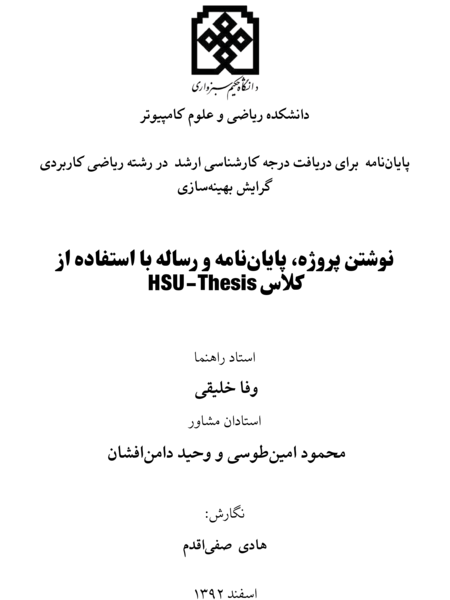 دانشگاه حکیم سبزواری
دانشکده ریاضی و علوم کامپیوتر
پایان‌نامه برای دریافت درجه کارشناسی ارشد در رشته ریاضی کاربردی
گرایش بهینه‌سازی
نوشتن پروژه، پایان‌نامه و رساله با استفاده از
کلاس HSU-Thesis
استاد راهنما
وفا خلیقی
استادان مشاور
محمود امین‌طوسی و وحید دامن‌افشان
نگارش:
هادی صفی‌اقدم
اسفند ۱۳۹۲